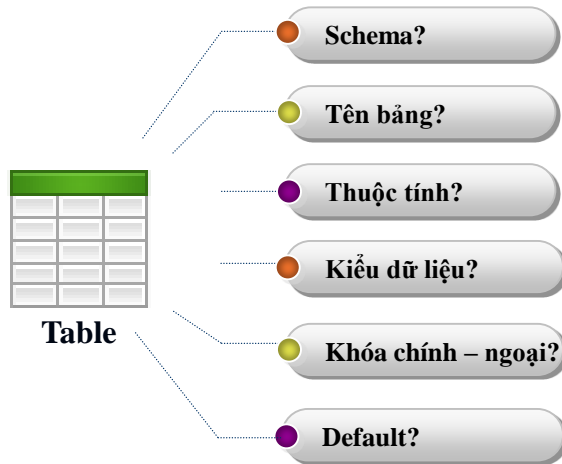 Schema?
Tên bảng?
Thuộc tính?
Kiểu dữ liệu?
Table
Khóa chính – ngoại?
Default?